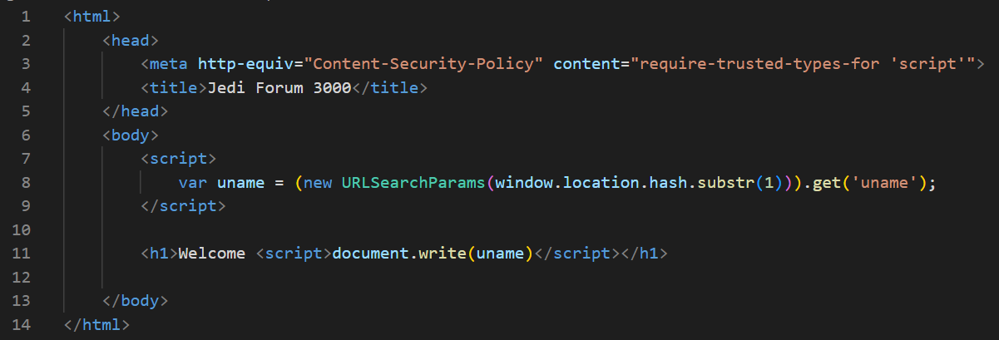 1 <html>
2 <head>
3 <meta http-equiv="Content-Security-Policy" content="require-trusted-types-for 'script'">
4 <title>Jedi Forum 3000</title>
5 </head>
6 <body>
7 <script>
8 var uname = (new URLSearchParams(window.location.hash.substr(1))).get('uname');
9 </script>
10
11 <h1>Welcome <script>document.write(uname)</script></h1>
12
13 </body>
14 </html>